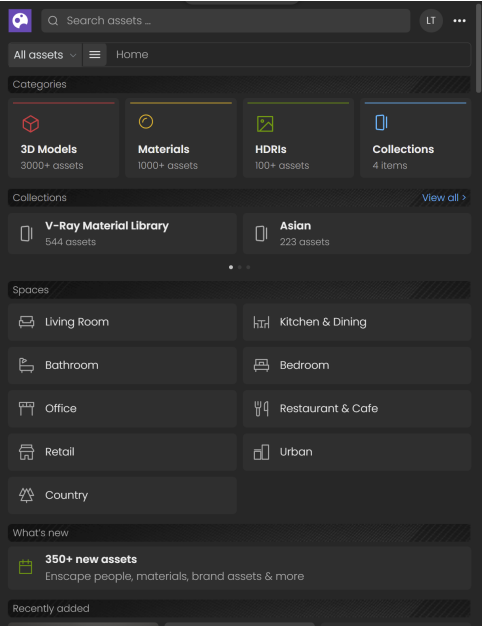 Search assets ...
LT
All assets
Home
Categories
3D Models
3000+ assets
Materials
1000+ assets
HDRIs
100+ assets
Collections
4 items
Collections
View all >
V-Ray Material Library
544 assets
Asian
223 assets
Spaces
Living Room
Kitchen & Dining
Bathroom
Bedroom
Office
Restaurant & Cafe
Retail
Urban
Country
What's new
350+ new assets
Enscape people, materials, brand assets & more
Recently added